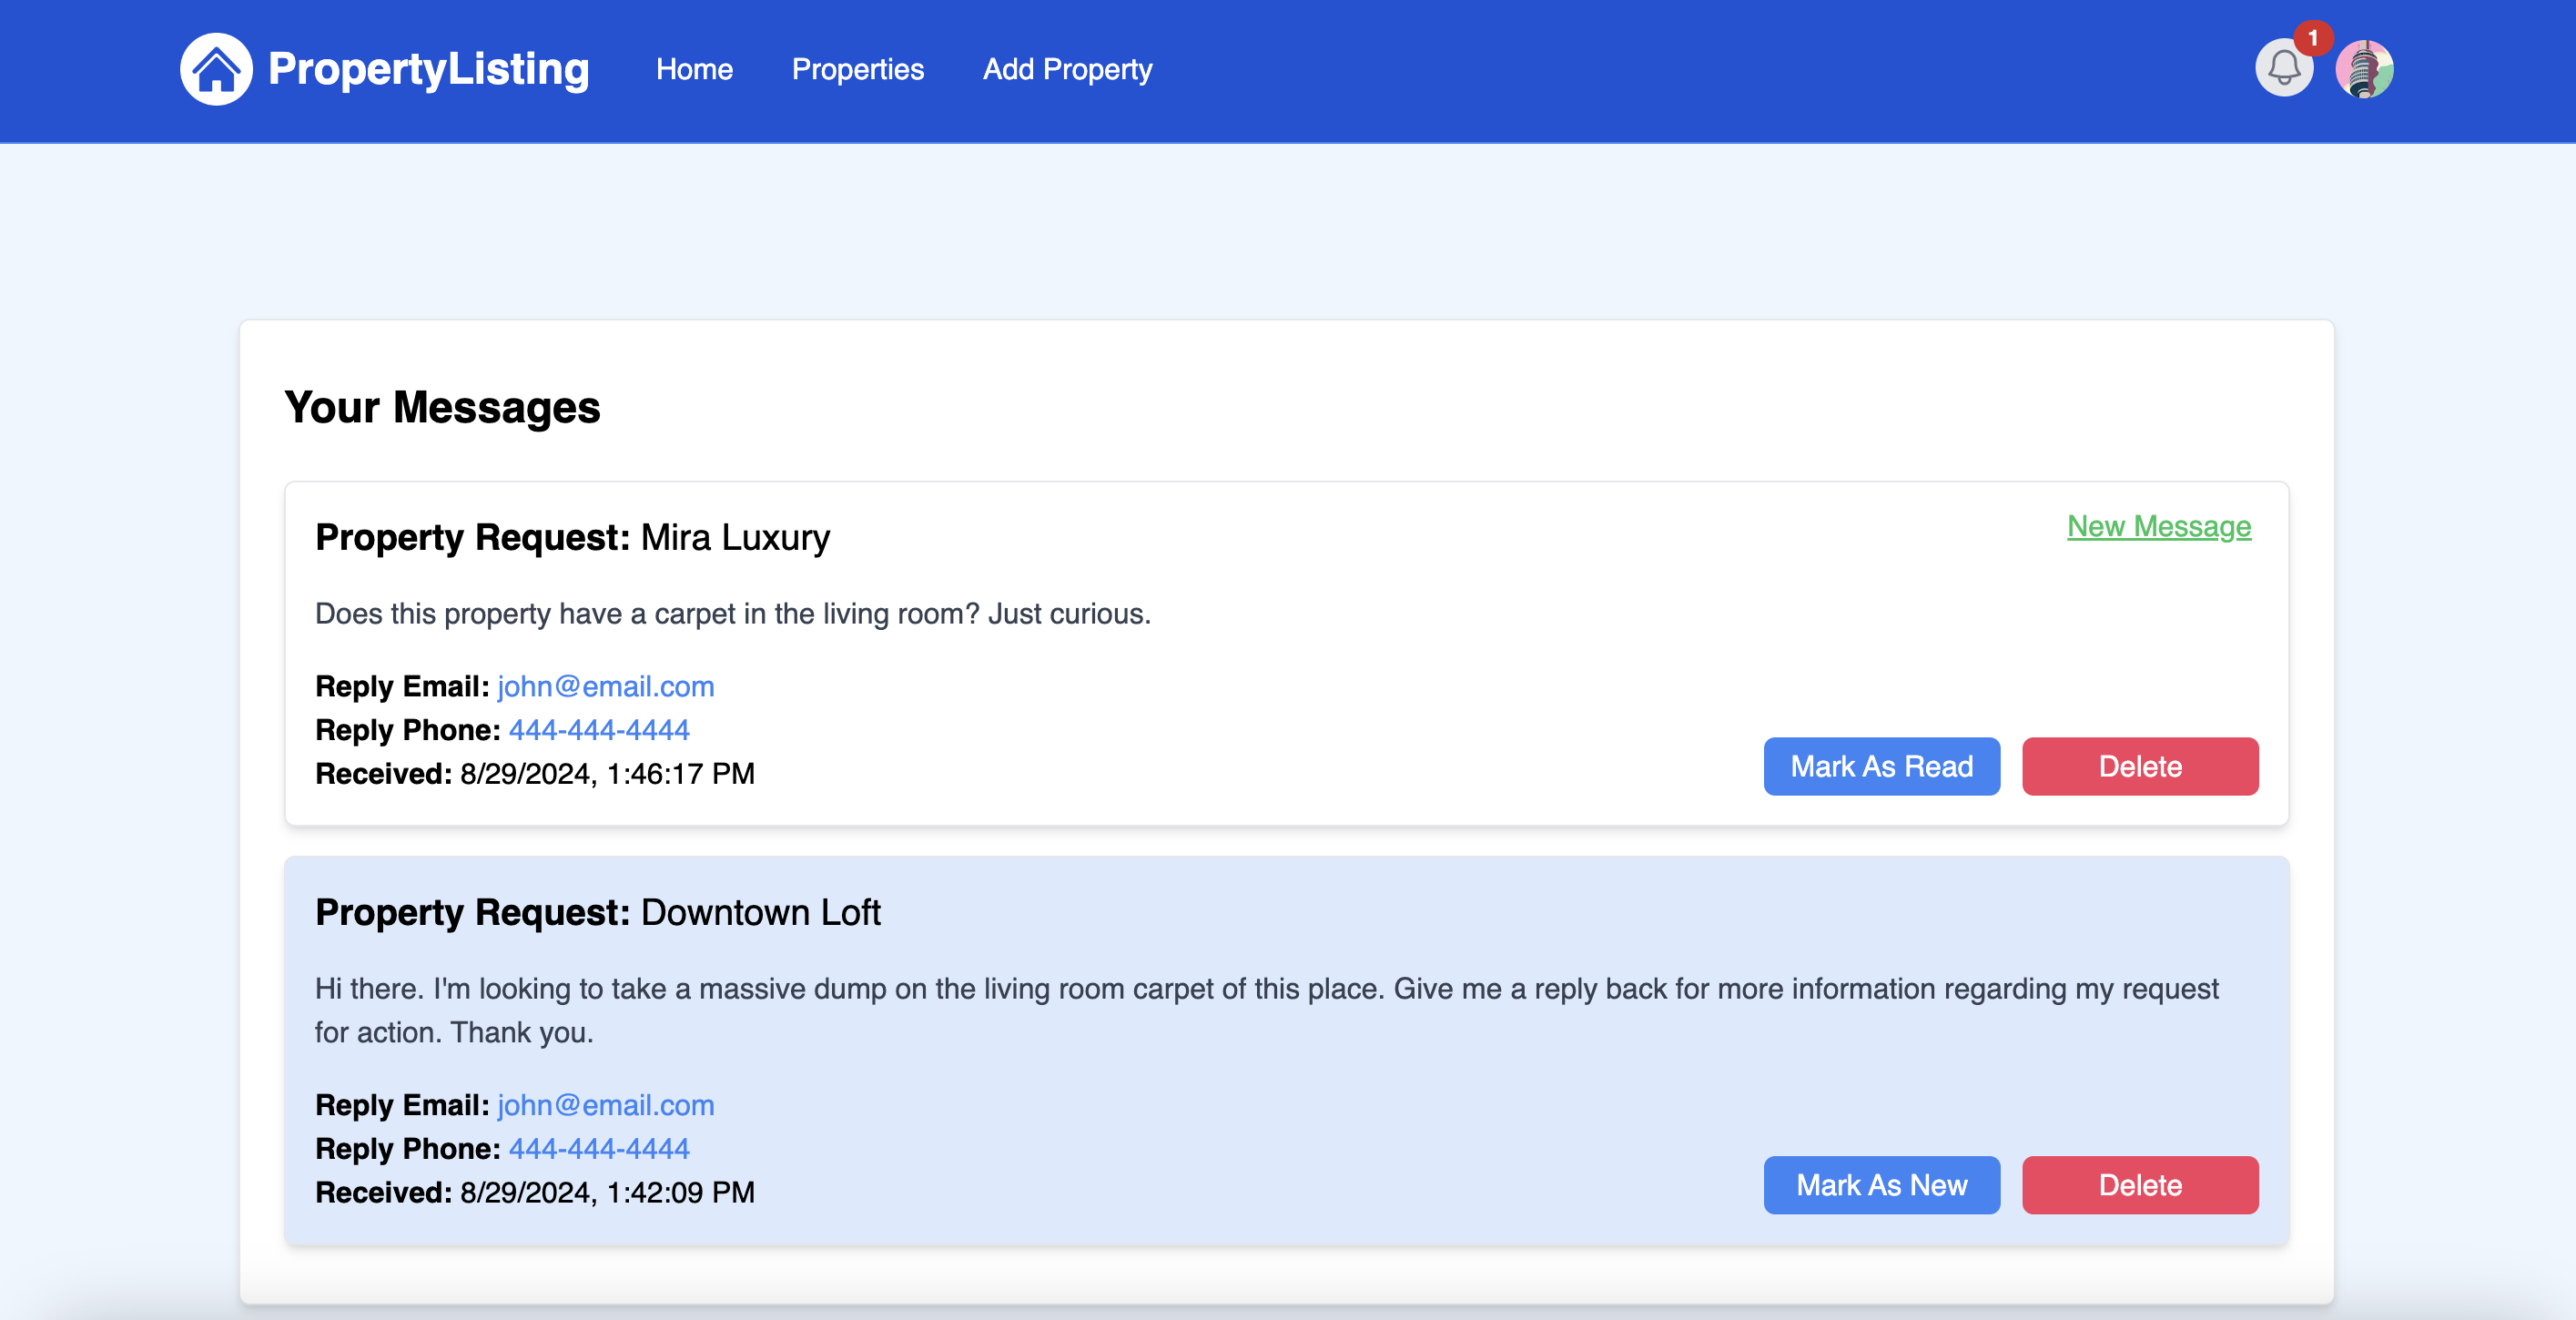 PropertyListing
Home
Properties
Add Property
1
Your Messages
Property Request: Mira Luxury
New Message
Does this property have a carpet in the living room? Just curious.
Reply Email: john@email.com
Reply Phone: 444-444-4444
Received: 8/29/2024, 1:46:17 PM
Mark As Read
Delete
Property Request: Downtown Loft
Hi there. I'm looking to take a massive dump on the living room carpet of this place. Give me a reply back for more information regarding my request
for action. Thank you.
Reply Email: john@email.com
Reply Phone: 444-444-4444
Received: 8/29/2024, 1:42:09 PM
Mark As New
Delete